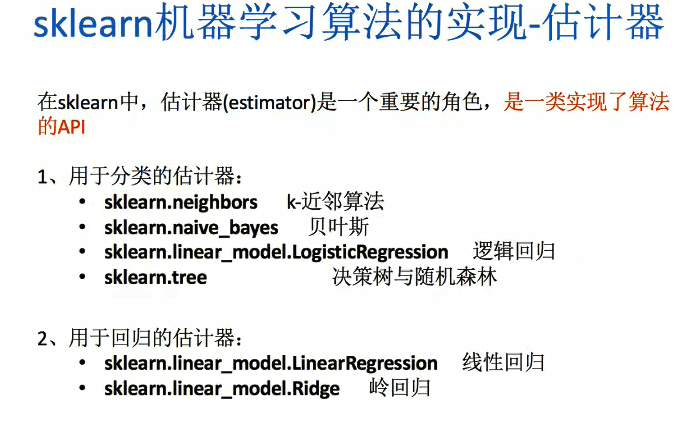 sklearn机器学习算法的实现-估计器
在sklearn中，估计器(estimator)是一个重要的角色，是一类实现了算法
的API
1、用于分类的估计器：
• sklearn.neighbors k-近邻算法
• sklearn.naive_bayes 贝叶斯
• sklearn.linear_model.LogisticRegression 逻辑回归
• sklearn.tree 决策树与随机森林
2、用于回归的估计器：
• sklearn.linear_model.LinearRegression 线性回归
• sklearn.linear_model.Ridge 岭回归